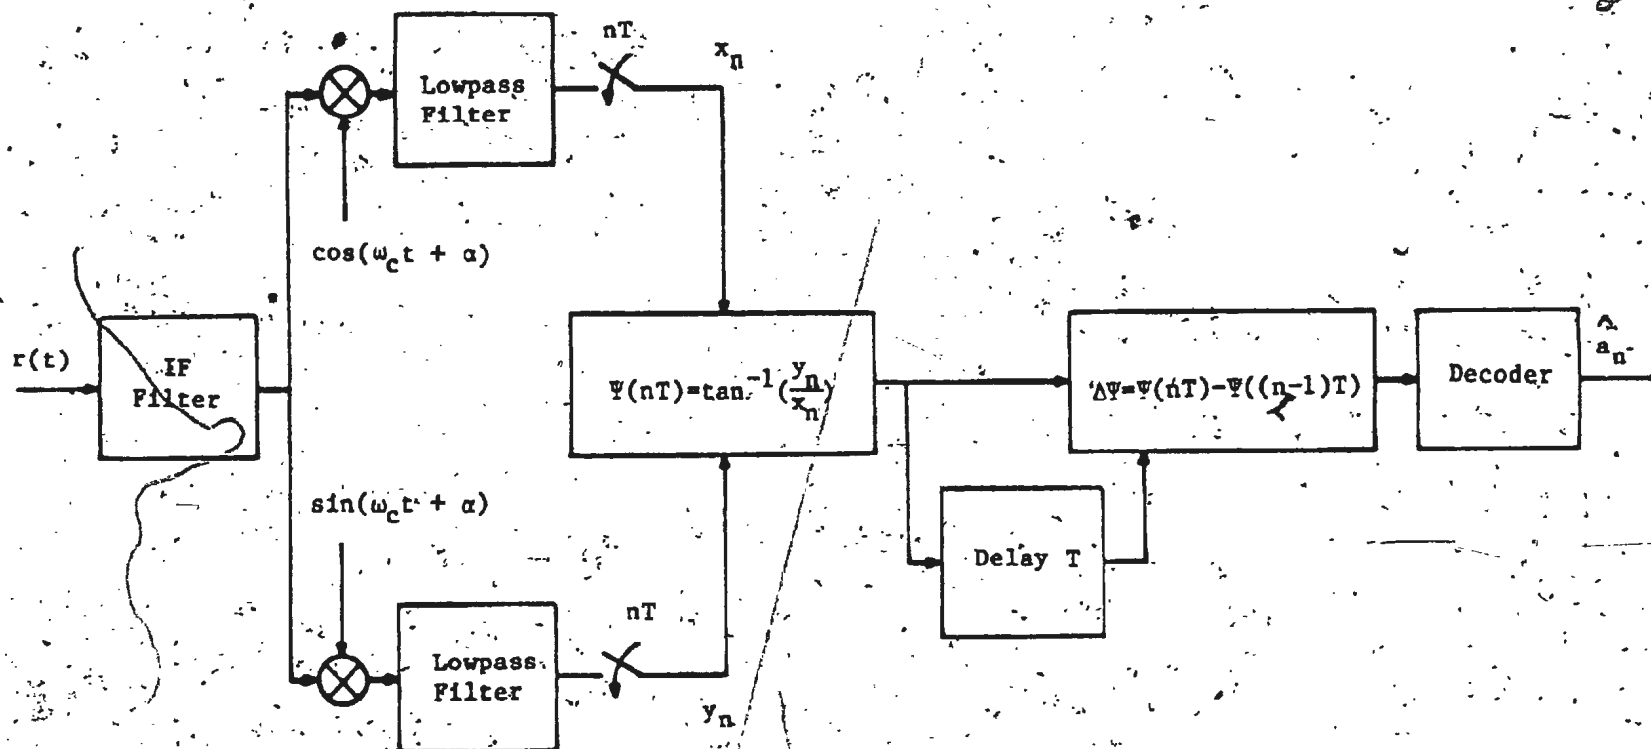 nT
x_n
Lowpass
Filter
cos(ω_c t + α)
r(t)
IF
Filter
Ψ(nT)=tan⁻¹(y_n/x_n)
ΔΨ=Ψ(nT)-Ψ((n-1)T)
Decoder
â_n
sin(ω_c t + α)
Delay T
nT
Lowpass
Filter
y_n